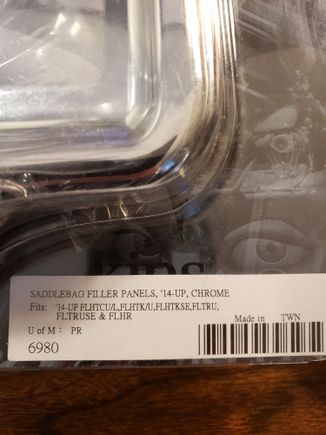 SADDLEBAG FILLER PANELS, '14-UP, CHROME
Fits: '14-UP FLHTCU/L,FLHTK/U,FLHTKSE,FLTRU,
FLTRUSE & FLHR
Made in TWN
U of M : PR
6980